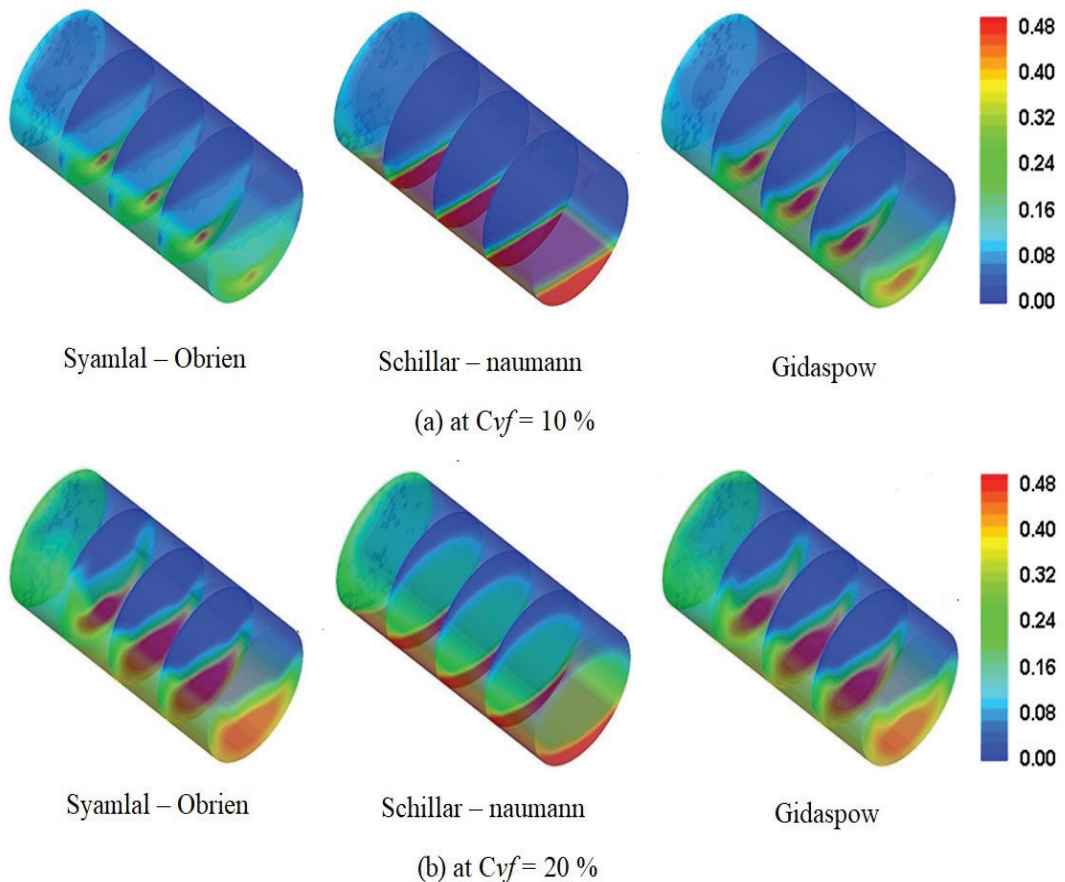 0.48
0.40
0.32
0.24
0.16
0.08
0.00
Syamlal – Obrien
Schillar – naumann
Gidaspow
(a) at Cvf = 10 %
0.48
0.40
0.32
0.24
0.16
0.08
0.00
Syamlal – Obrien
Schillar – naumann
Gidaspow
(b) at Cvf = 20 %